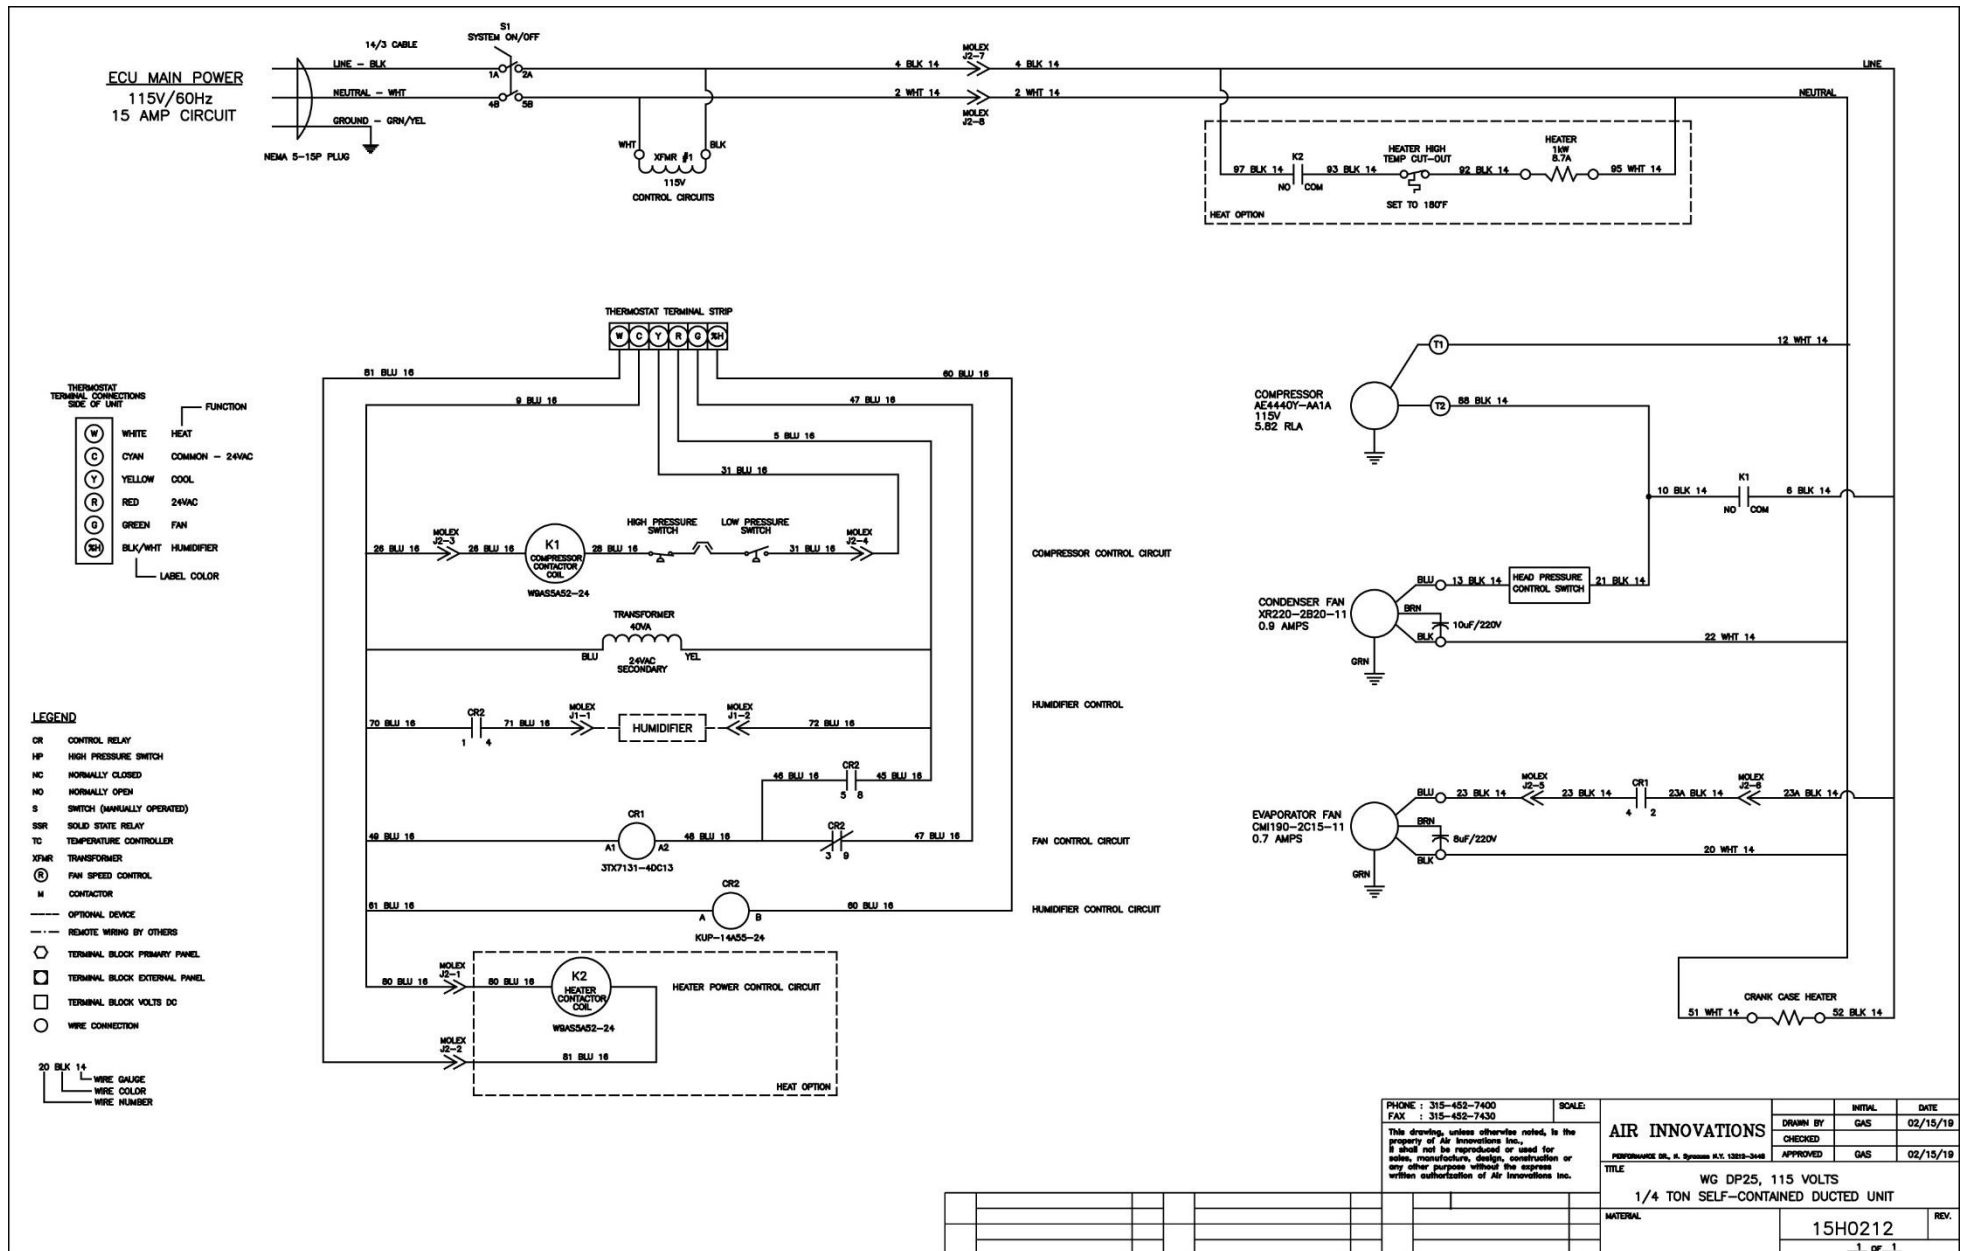 S1
SYSTEM ON/OFF
14/3 CABLE
ECU MAIN POWER
115V/60Hz
15 AMP CIRCUIT
LINE - BLK
NEUTRAL - WHT
GROUND - GRN/YEL
NEMA 5-15P PLUG
1A
2A
4B
5B
WHT
BLK
XFMR #1
115V
CONTROL CIRCUITS
4 BLK 14
MOLEX
J2-7
4 BLK 14
2 WHT 14
2 WHT 14
MOLEX
J2-8
LINE
NEUTRAL
97 BLK 14
K2
NO
COM
93 BLK 14
HEATER HIGH
TEMP CUT-OUT
SET TO 180°F
92 BLK 14
HEATER
1kW
8.7A
95 WHT 14
HEAT OPTION
THERMOSTAT TERMINAL STRIP
W C Y R G %H
81 BLU 16
60 BLU 16
9 BLU 16
47 BLU 16
5 BLU 16
31 BLU 16
THERMOSTAT
TERMINAL CONNECTIONS
SIDE OF UNIT
FUNCTION
W WHITE HEAT
C CYAN COMMON - 24VAC
Y YELLOW COOL
R RED 24VAC
G GREEN FAN
%H BLK/WHT HUMIDIFIER
LABEL COLOR
26 BLU 16
MOLEX
J2-3
26 BLU 16
K1
COMPRESSOR
CONTACTOR
COIL
W9AS5A52-24
28 BLU 16
HIGH PRESSURE
SWITCH
LOW PRESSURE
SWITCH
31 BLU 16
MOLEX
J2-4
COMPRESSOR CONTROL CIRCUIT
TRANSFORMER
40VA
BLU
24VAC
SECONDARY
YEL
70 BLU 16
CR2
1 4
71 BLU 16
MOLEX
J1-1
HUMIDIFIER
MOLEX
J1-2
72 BLU 16
HUMIDIFIER CONTROL
46 BLU 16
CR2
5 8
45 BLU 16
49 BLU 16
CR1
A1
A2
3TX7131-4DC13
48 BLU 16
CR2
3 9
47 BLU 16
FAN CONTROL CIRCUIT
61 BLU 16
CR2
A
B
KUP-14A55-24
60 BLU 16
HUMIDIFIER CONTROL CIRCUIT
80 BLU 16
MOLEX
J2-1
80 BLU 16
K2
HEATER
CONTACTOR
COIL
W9AS5A52-24
HEATER POWER CONTROL CIRCUIT
MOLEX
J2-2
81 BLU 16
HEAT OPTION
COMPRESSOR
AE4440Y-AA1A
115V
5.82 RLA
T1
12 WHT 14
T2
88 BLK 14
10 BLK 14
K1
NO
COM
6 BLK 14
CONDENSER FAN
XR220-2B20-11
0.9 AMPS
BLU
13 BLK 14
HEAD PRESSURE
CONTROL SWITCH
21 BLK 14
BRN
10uF/220V
BLK
22 WHT 14
GRN
EVAPORATOR FAN
CMI190-2C15-11
0.7 AMPS
BLU
23 BLK 14
MOLEX
J2-5
23 BLK 14
CR1
4 2
23A BLK 14
MOLEX
J2-6
23A BLK 14
BRN
8uF/220V
BLK
20 WHT 14
GRN
CRANK CASE HEATER
51 WHT 14
52 BLK 14
LEGEND
CR CONTROL RELAY
HP HIGH PRESSURE SWITCH
NC NORMALLY CLOSED
NO NORMALLY OPEN
S SWITCH (MANUALLY OPERATED)
SSR SOLID STATE RELAY
TC TEMPERATURE CONTROLLER
XFMR TRANSFORMER
R FAN SPEED CONTROL
M CONTACTOR
OPTIONAL DEVICE
REMOTE WIRING BY OTHERS
TERMINAL BLOCK PRIMARY PANEL
TERMINAL BLOCK EXTERNAL PANEL
TERMINAL BLOCK VOLTS DC
WIRE CONNECTION
20 BLK 14
WIRE GAUGE
WIRE COLOR
WIRE NUMBER
PHONE : 315-452-7400
FAX : 315-452-7430
SCALE:
This drawing, unless otherwise noted, is the
property of Air Innovations Inc.,
It shall not be reproduced or used for
sales, manufacture, design, construction or
any other purpose without the express
written authorization of Air Innovations Inc.
AIR INNOVATIONS
PERFORMANCE DR., N. Syracuse N.Y. 13212-3448
INITIAL DATE
DRAWN BY GAS 02/15/19
CHECKED
APPROVED GAS 02/15/19
TITLE
WG DP25, 115 VOLTS
1/4 TON SELF-CONTAINED DUCTED UNIT
MATERIAL
15H0212
REV.
1 OF 1